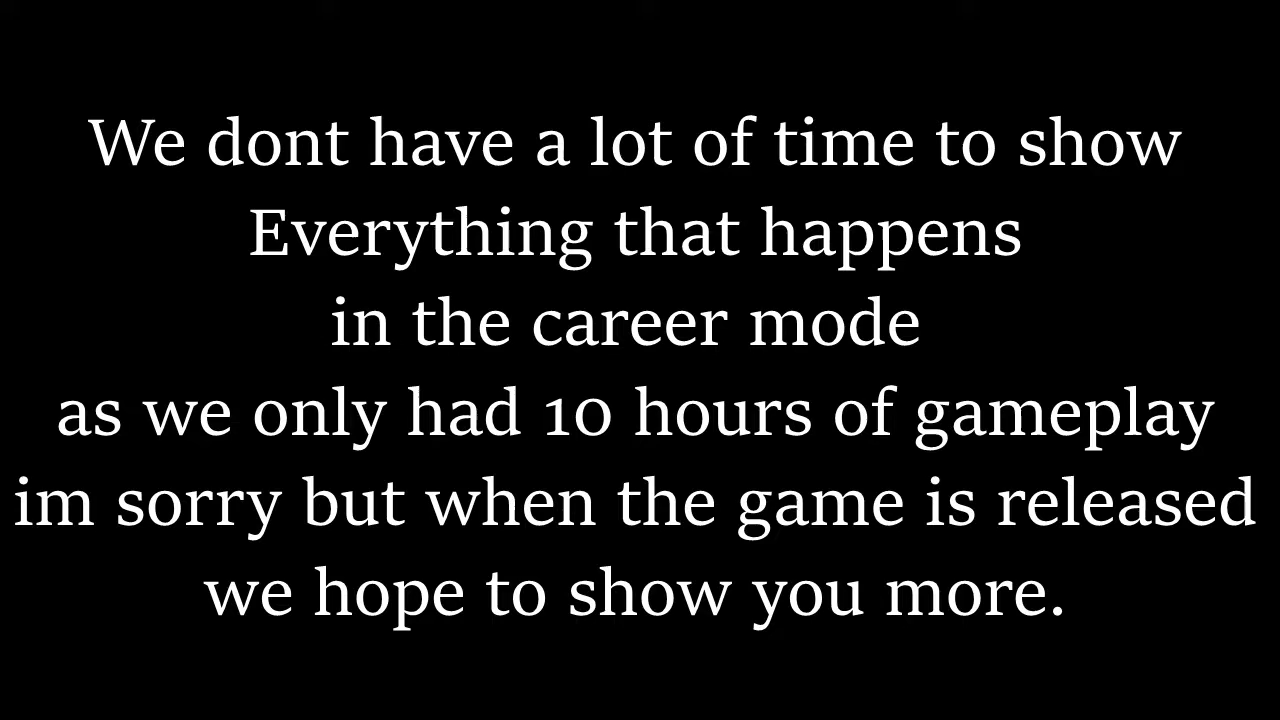 We dont have a lot of time to show
Everything that happens
in the career mode
as we only had 10 hours of gameplay
im sorry but when the game is released
we hope to show you more.